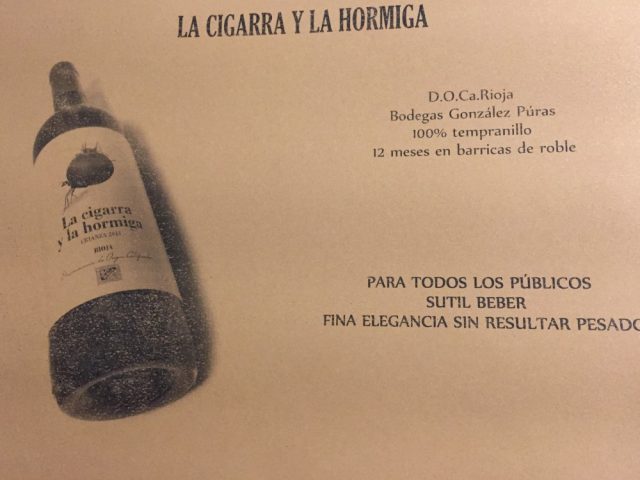 LA CIGARRA Y LA HORMIGA
D.O.Ca.Rioja
Bodegas González Púras
100% tempranillo
12 meses en barricas de roble
La cigarra
y la hormiga
RIOJA
PARA TODOS LOS PÚBLICOS
SUTIL BEBER
FINA ELEGANCIA SIN RESULTAR PESADO